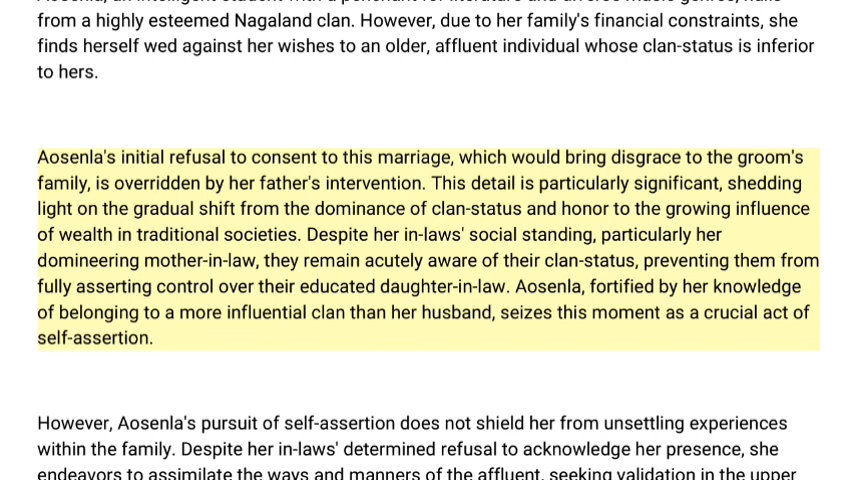 from a highly esteemed Nagaland clan. However, due to her family's financial constraints, she
finds herself wed against her wishes to an older, affluent individual whose clan-status is inferior
to hers.
Aosenla's initial refusal to consent to this marriage, which would bring disgrace to the groom's
family, is overridden by her father's intervention. This detail is particularly significant, shedding
light on the gradual shift from the dominance of clan-status and honor to the growing influence
of wealth in traditional societies. Despite her in-laws' social standing, particularly her
domineering mother-in-law, they remain acutely aware of their clan-status, preventing them from
fully asserting control over their educated daughter-in-law. Aosenla, fortified by her knowledge
of belonging to a more influential clan than her husband, seizes this moment as a crucial act of
self-assertion.
However, Aosenla's pursuit of self-assertion does not shield her from unsettling experiences
within the family. Despite her in-laws' determined refusal to acknowledge her presence, she
endeavors to assimilate the ways and manners of the affluent, seeking validation in the upper